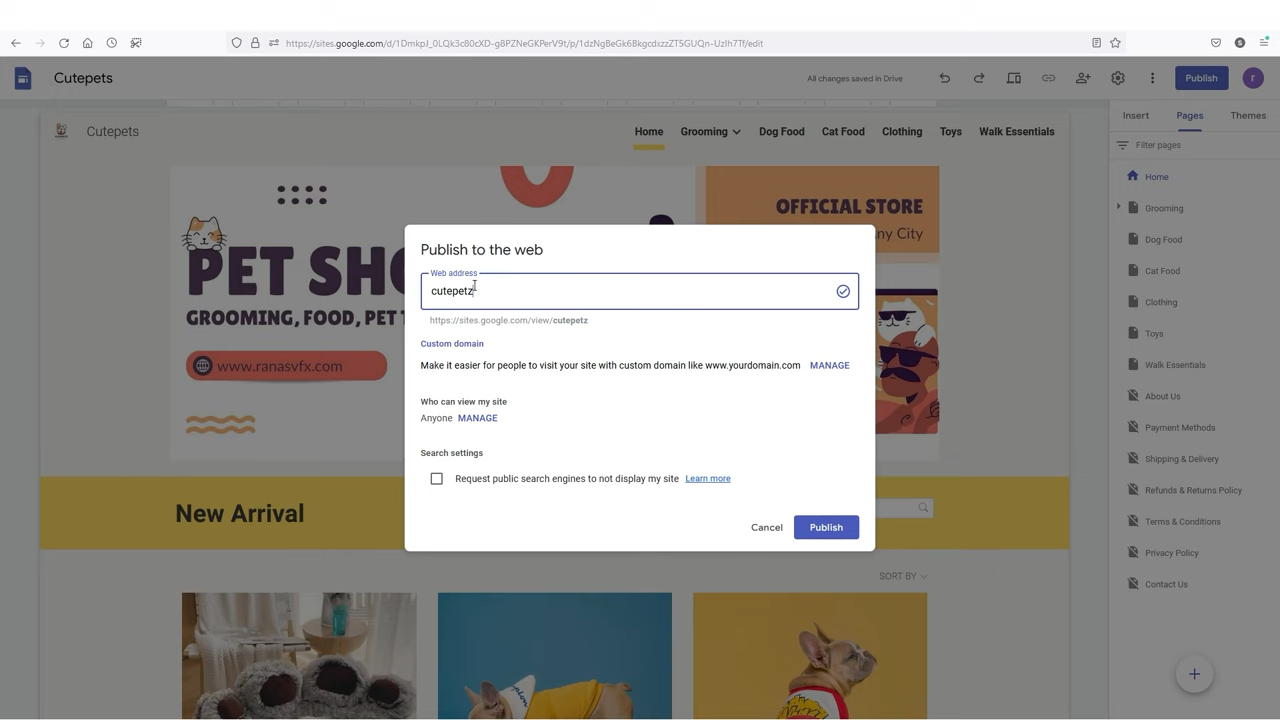 https://sites.google.com/d/1DmkpJ_0LQk3c80cXD-g8PZNeGKPerV9t/p/1dzNgBeGk6BkgcdxzzZT5GUQn-UzIh7Tf/edit
Cutepets
All changes saved in Drive
Publish
r
Cutepets
Home
Grooming
Dog Food
Cat Food
Clothing
Toys
Walk Essentials
Insert
Pages
Themes
Filter pages
Home
Grooming
Dog Food
Cat Food
Clothing
Toys
Walk Essentials
About Us
Payment Methods
Shipping & Delivery
Refunds & Returns Policy
Terms & Conditions
Privacy Policy
Contact Us
OFFICIAL STORE
ny City
PET SHO
GROOMING, FOOD, PET T
www.ranasvfx.com
Publish to the web
Web address
cutepetz
https://sites.google.com/view/cutepetz
Custom domain
Make it easier for people to visit your site with custom domain like www.yourdomain.com MANAGE
Who can view my site
Anyone MANAGE
Search settings
Request public search engines to not display my site Learn more
Cancel
Publish
New Arrival
SORT BY